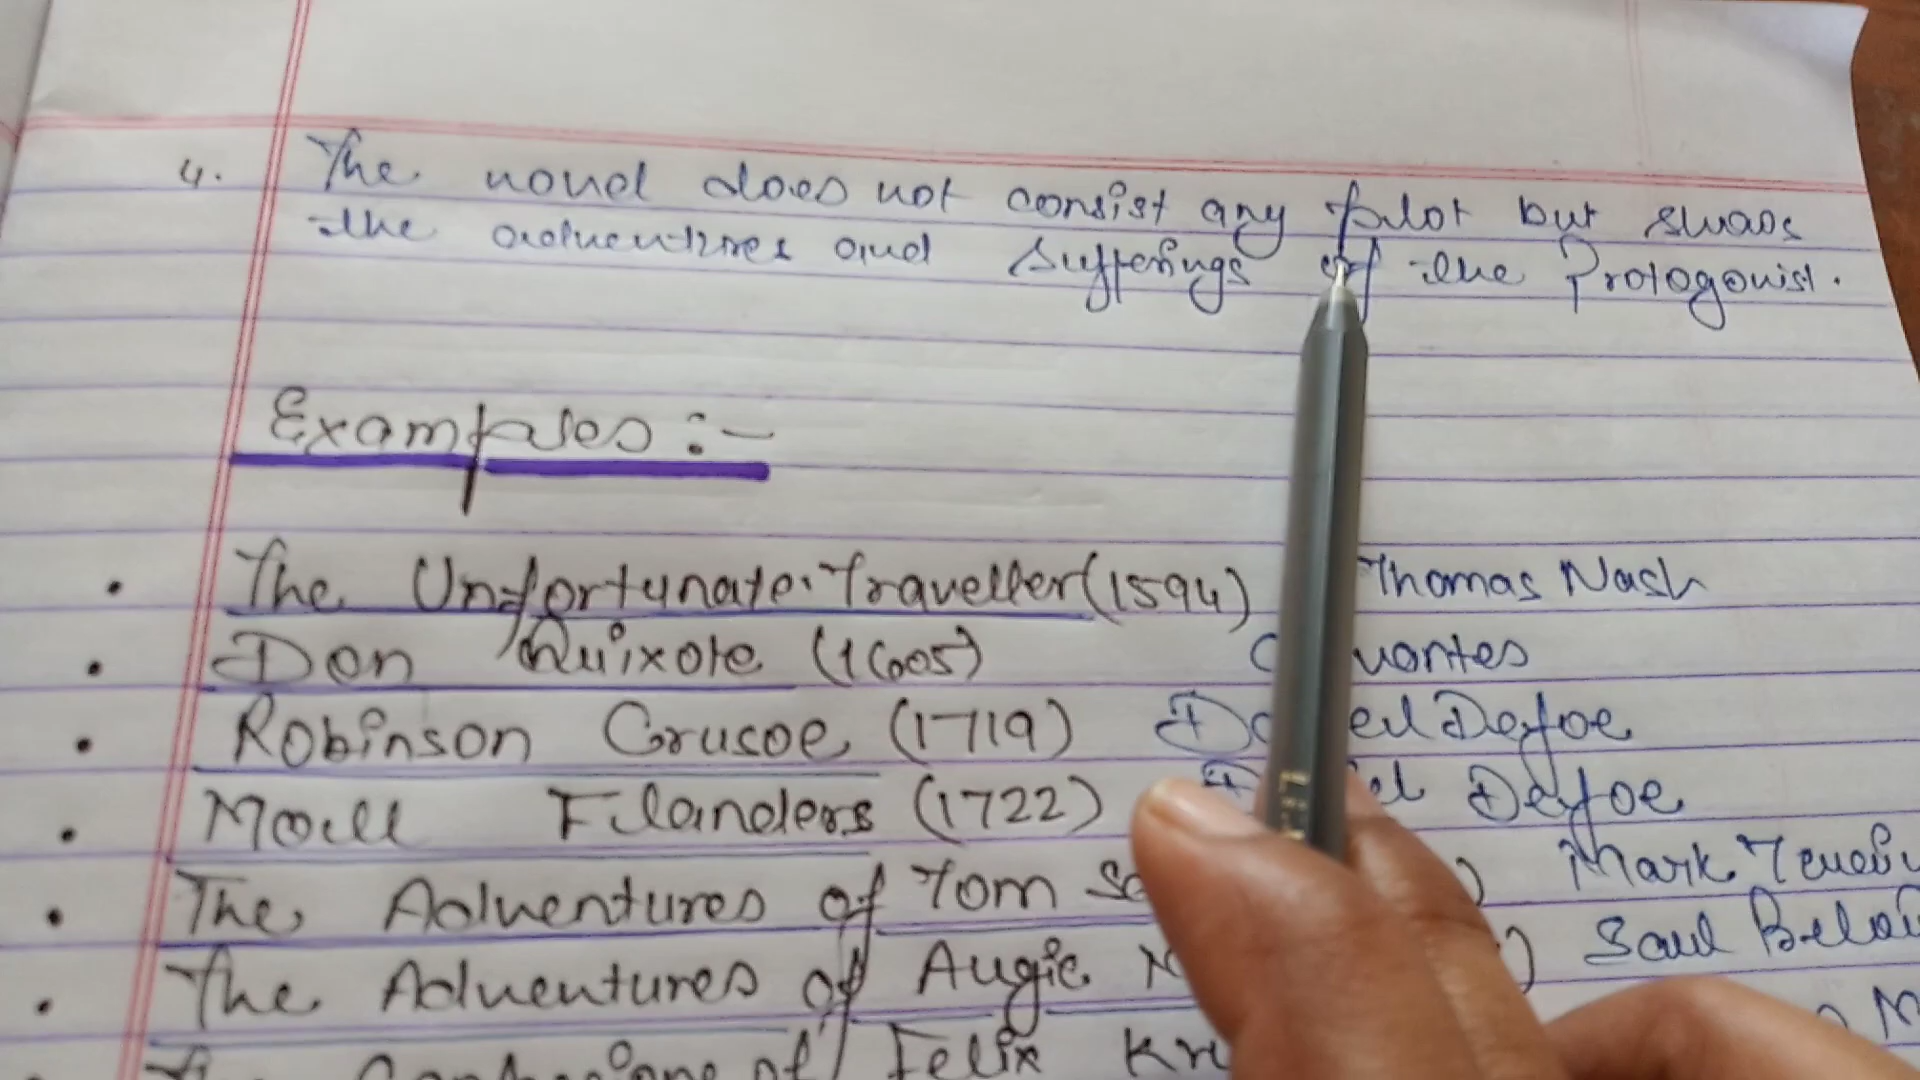 4. The novel does not consist any plot but shows
the adventures and Sufferings of the Protogonist.
Examples :-
• The Unfortunate Traveller (1594) Thomas Nash
• Don Quixote (1605)
• Robinson Crusoe (1719) Defoe
• Moll Flanders (1722) Defoe
• The Adventures of Tom Mark
• The Adventures of Augie Saul
of Felix